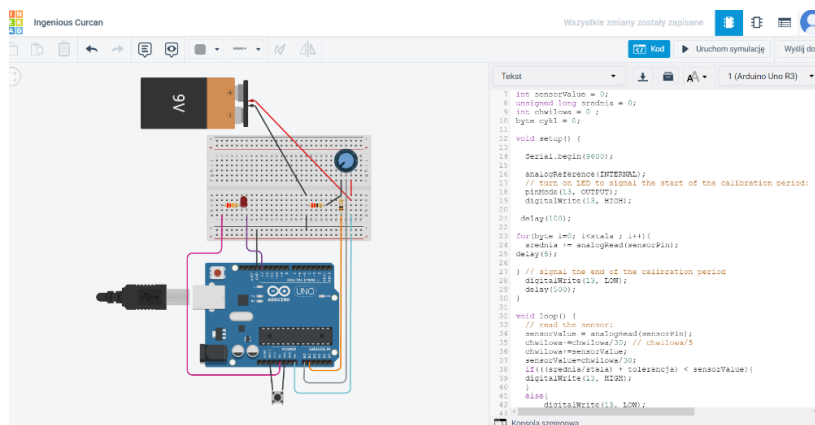 TIN
KER
CAD
Ingenious Curcan
Wszystkie zmiany zostały zapisane
Kod
Uruchom symulację
Wyślij do
Tekst
1 (Arduino Uno R3)
9V
UNO
ARDUINO
7 int sensorValue = 0;
8 unsigned long srednia = 0;
9 int chwilowa = 0 ;
10 byte cykl = 0;
11
12 void setup() {
13
14 Serial.begin(9600);
15
16 analogReference(INTERNAL);
17 // turn on LED to signal the start of the calibration period:
18 pinMode(13, OUTPUT);
19 digitalWrite(13, HIGH);
20
21 delay(100);
22
23 for(byte i=0; i<stala ; i++){
24 srednia += analogRead(sensorPin);
25 delay(5);
26
27 } // signal the end of the calibration period
28 digitalWrite(13, LOW);
29 delay(500);
30 }
31
32 void loop() {
33 // read the sensor:
34 sensorValue = analogRead(sensorPin);
35 chwilowa-=chwilowa/30; // chwilowa/5
36 chwilowa+=sensorValue;
37 sensorValue=chwilowa/30;
38 if(((srednia/stala) + tolerancja) < sensorValue){
39 digitalWrite(13, HIGH);
40 }
41 else{
42 digitalWrite(13, LOW);
43
Konsola szeregowa